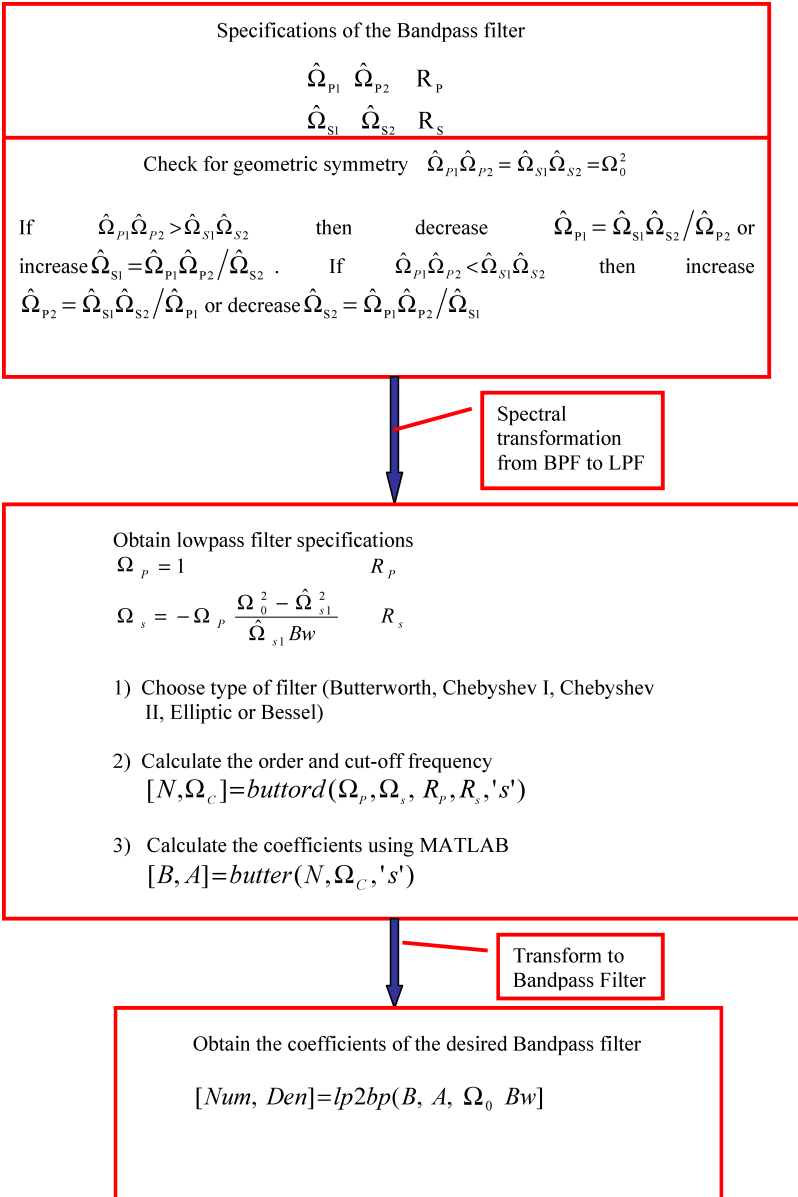 Specifications of the Bandpass filter
Ω̂P1 Ω̂P2 RP
Ω̂S1 Ω̂S2 RS
Check for geometric symmetry Ω̂P1Ω̂P2 = Ω̂S1Ω̂S2 = Ω0²
If Ω̂P1Ω̂P2 > Ω̂S1Ω̂S2 then decrease Ω̂P1 = Ω̂S1Ω̂S2/Ω̂P2 or
increase Ω̂S1 = Ω̂P1Ω̂P2/Ω̂S2 . If Ω̂P1Ω̂P2 < Ω̂S1Ω̂S2 then increase
Ω̂P2 = Ω̂S1Ω̂S2/Ω̂P1 or decrease Ω̂S2 = Ω̂P1Ω̂P2/Ω̂S1
Spectral
transformation
from BPF to LPF
Obtain lowpass filter specifications
ΩP = 1 RP
Ωs = −ΩP (Ω0² − Ω̂s1²)/(Ω̂s1 Bw) Rs
1) Choose type of filter (Butterworth, Chebyshev I, Chebyshev
II, Elliptic or Bessel)
2) Calculate the order and cut-off frequency
[N,ΩC]=buttord(ΩP,Ωs, RP,Rs,'s')
3) Calculate the coefficients using MATLAB
[B, A]=butter(N,ΩC,'s')
Transform to
Bandpass Filter
Obtain the coefficients of the desired Bandpass filter
[Num, Den]=lp2bp(B, A, Ω0 Bw]